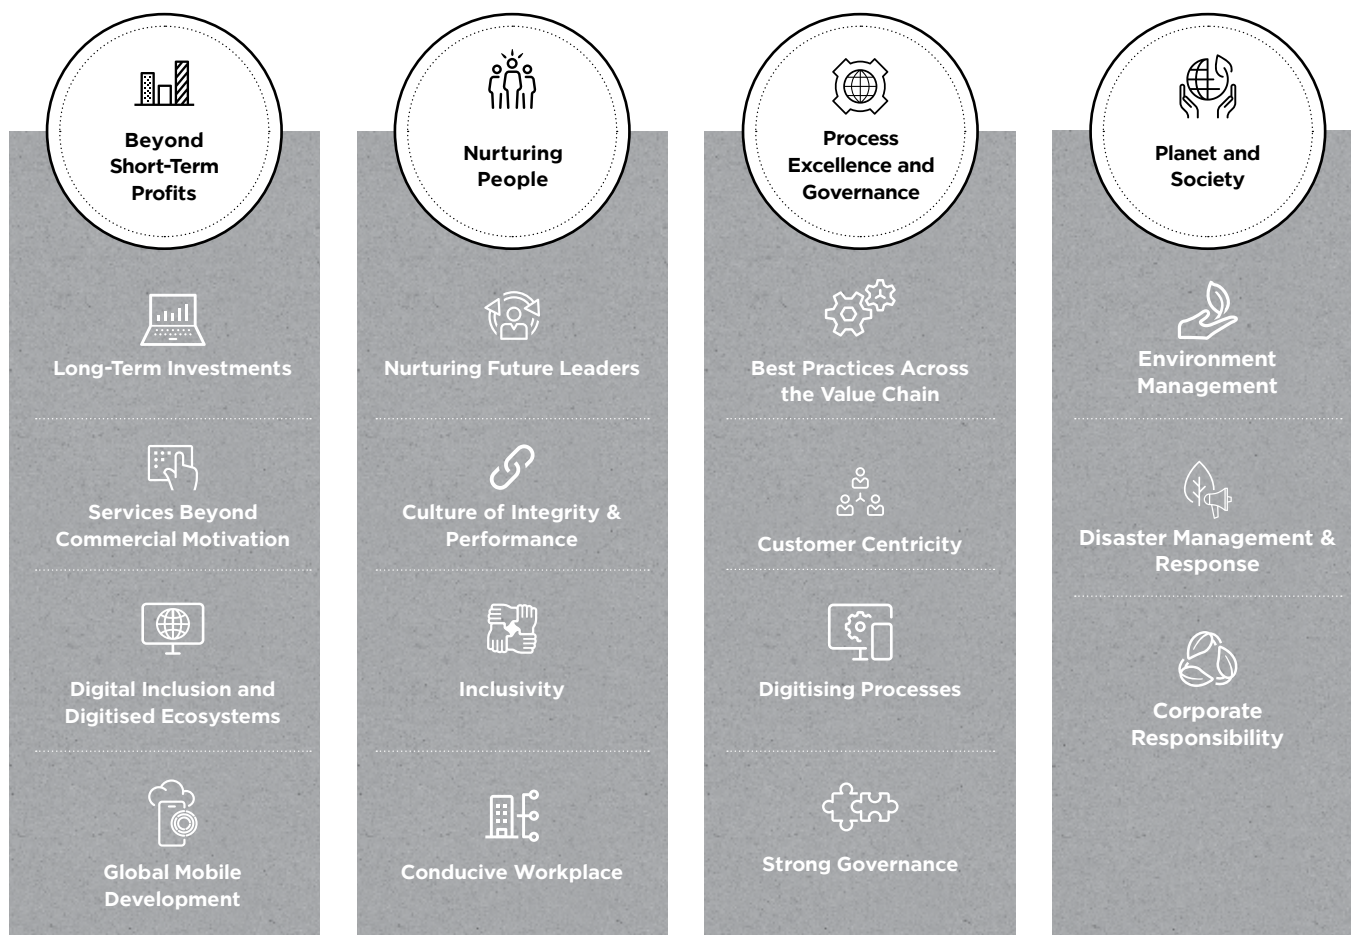 Beyond
Short-Term
Profits
Long-Term Investments
Services Beyond
Commercial Motivation
Digital Inclusion and
Digitised Ecosystems
Global Mobile
Development
Nurturing
People
Nurturing Future Leaders
Culture of Integrity &
Performance
Inclusivity
Conducive Workplace
Process
Excellence and
Governance
Best Practices Across
the Value Chain
Customer Centricity
Digitising Processes
Strong Governance
Planet and
Society
Environment
Management
Disaster Management &
Response
Corporate
Responsibility